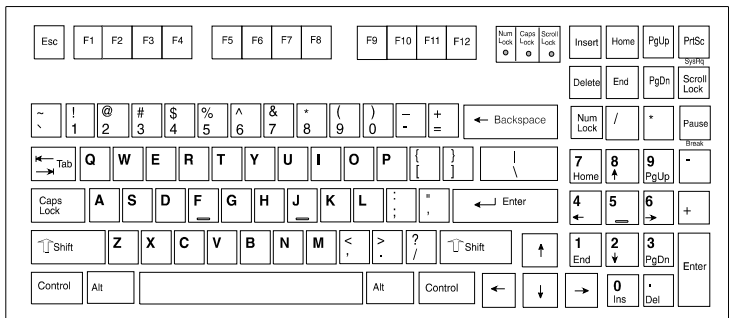 Esc F1 F2 F3 F4 F5 F6 F7 F8 F9 F10 F11 F12 Num Lock Caps Lock Scroll Lock Insert Home PgUp PrtSc
SysRq
Delete End PgDn Scroll Lock
~ ` ! 1 @ 2 # 3 $ 4 % 5 ^ 6 & 7 * 8 ( 9 ) 0 – - + = ← Backspace Num Lock / * Pause
Break
Tab Q W E R T Y U I O P { [ } ] | \ 7 Home 8 ↑ 9 PgUp -
Caps Lock A S D F G H J K L : ; " , Enter 4 ← 5 6 → +
Shift Z X C V B N M < , > . ? / Shift ↑ 1 End 2 ↓ 3 PgDn Enter
Control Alt Alt Control ← ↓ → 0 Ins . Del